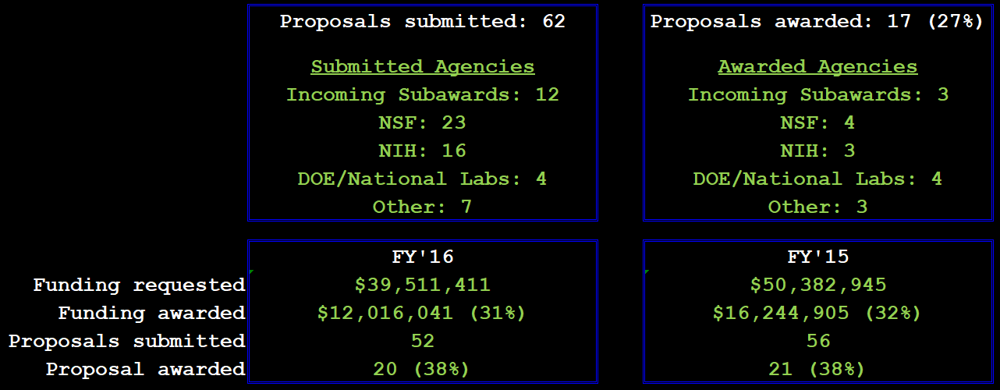 Proposals submitted: 62
Submitted Agencies
Incoming Subawards: 12
NSF: 23
NIH: 16
DOE/National Labs: 4
Other: 7
Proposals awarded: 17 (27%)
Awarded Agencies
Incoming Subawards: 3
NSF: 4
NIH: 3
DOE/National Labs: 4
Other: 3
FY'16 FY'15
Funding requested $39,511,411 $50,382,945
Funding awarded $12,016,041 (31%) $16,244,905 (32%)
Proposals submitted 52 56
Proposal awarded 20 (38%) 21 (38%)